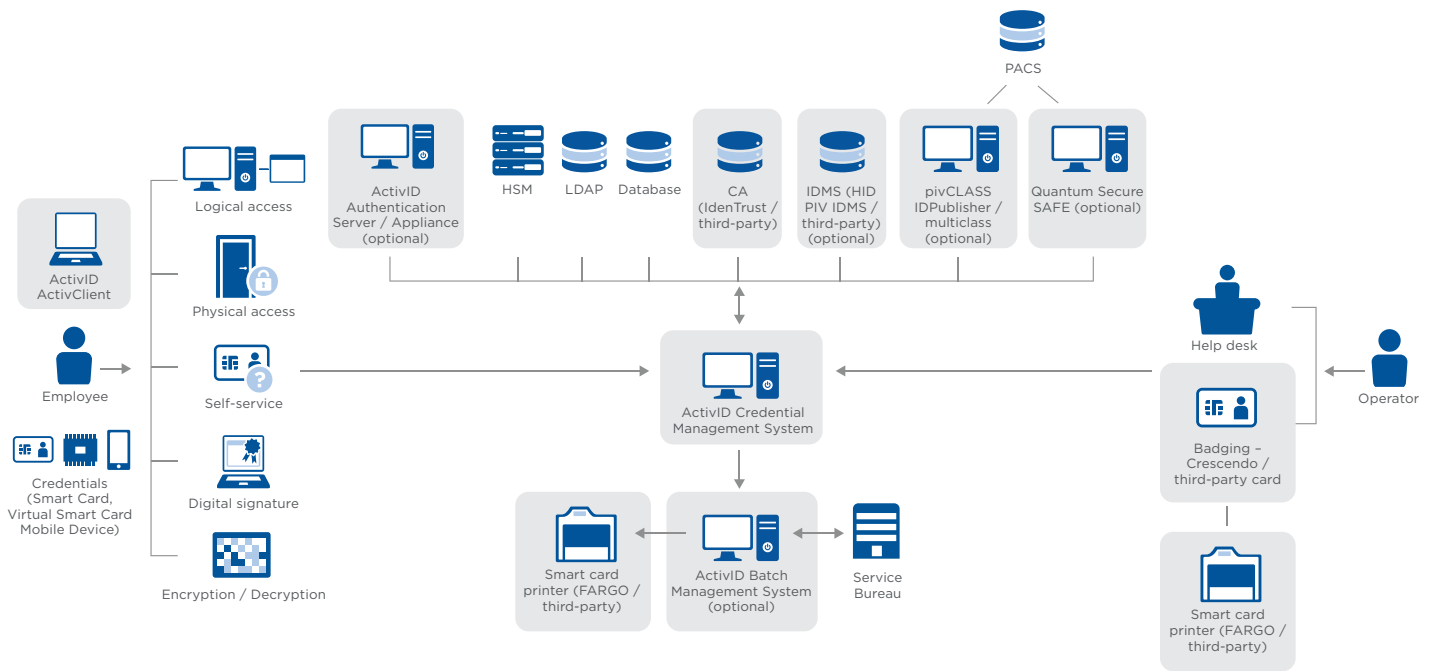 PACS
ActivID
Authentication
Server / Appliance
(optional)
HSM
LDAP
Database
CA
(IdenTrust /
third-party)
IDMS (HID
PIV IDMS /
third-party)
(optional)
pivCLASS
IDPublisher /
multiclass
(optional)
Quantum Secure
SAFE (optional)
Logical access
ActivID
ActivClient
Physical access
Employee
Self-service
Credentials
(Smart Card,
Virtual Smart Card
Mobile Device)
Digital signature
Encryption / Decryption
ActivID Credential
Management System
Help desk
Operator
Badging –
Crescendo /
third-party card
Smart card
printer (FARGO /
third-party)
ActivID Batch
Management System
(optional)
Service
Bureau
Smart card
printer (FARGO /
third-party)